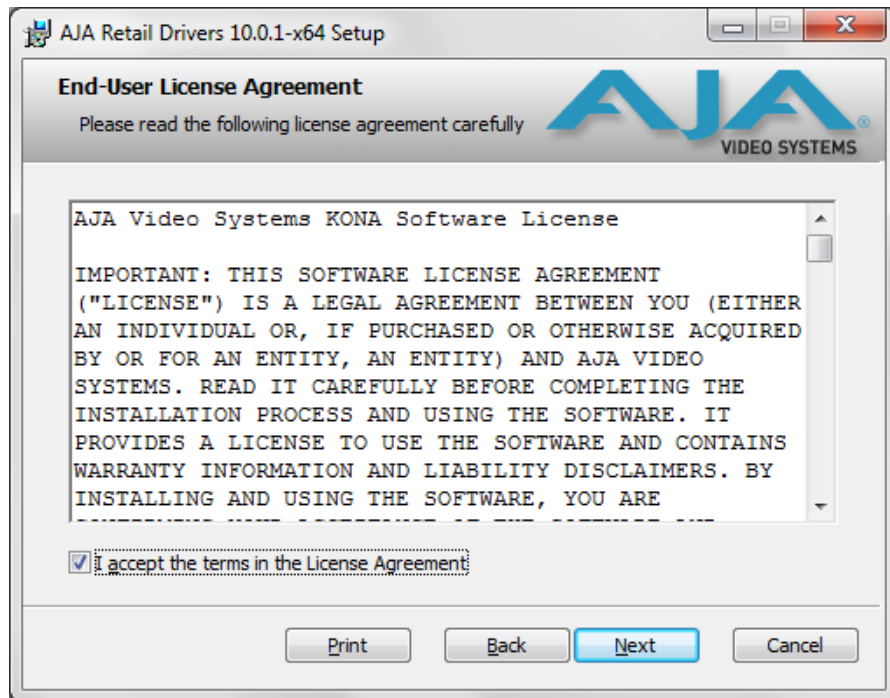 AJA Retail Drivers 10.0.1-x64 Setup
End-User License Agreement
Please read the following license agreement carefully
AJA®
VIDEO SYSTEMS
AJA Video Systems KONA Software License
IMPORTANT: THIS SOFTWARE LICENSE AGREEMENT
("LICENSE") IS A LEGAL AGREEMENT BETWEEN YOU (EITHER
AN INDIVIDUAL OR, IF PURCHASED OR OTHERWISE ACQUIRED
BY OR FOR AN ENTITY, AN ENTITY) AND AJA VIDEO
SYSTEMS. READ IT CAREFULLY BEFORE COMPLETING THE
INSTALLATION PROCESS AND USING THE SOFTWARE. IT
PROVIDES A LICENSE TO USE THE SOFTWARE AND CONTAINS
WARRANTY INFORMATION AND LIABILITY DISCLAIMERS. BY
INSTALLING AND USING THE SOFTWARE, YOU ARE
I accept the terms in the License Agreement
Print Back Next Cancel